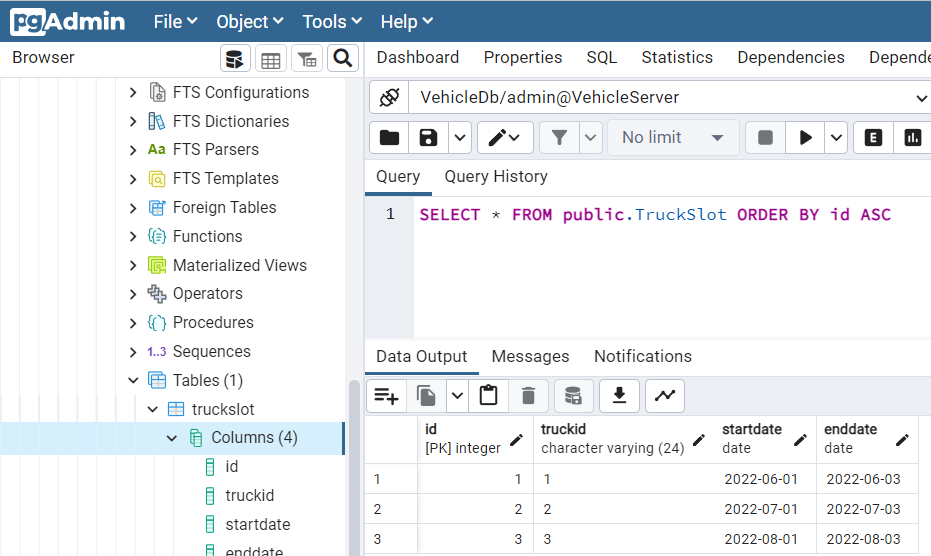 pgAdmin File Object Tools Help
Browser
Dashboard Properties SQL Statistics Dependencies Depende
VehicleDb/admin@VehicleServer
No limit
E
Query Query History
1 SELECT * FROM public.TruckSlot ORDER BY id ASC
FTS Configurations
FTS Dictionaries
Aa FTS Parsers
FTS Templates
Foreign Tables
Functions
Materialized Views
Operators
Procedures
1..3 Sequences
Tables (1)
truckslot
Columns (4)
id
truckid
startdate
enddate
Data Output Messages Notifications
id truckid startdate enddate
[PK] integer character varying (24) date date
1 1 1 2022-06-01 2022-06-03
2 2 2 2022-07-01 2022-07-03
3 3 3 2022-08-01 2022-08-03